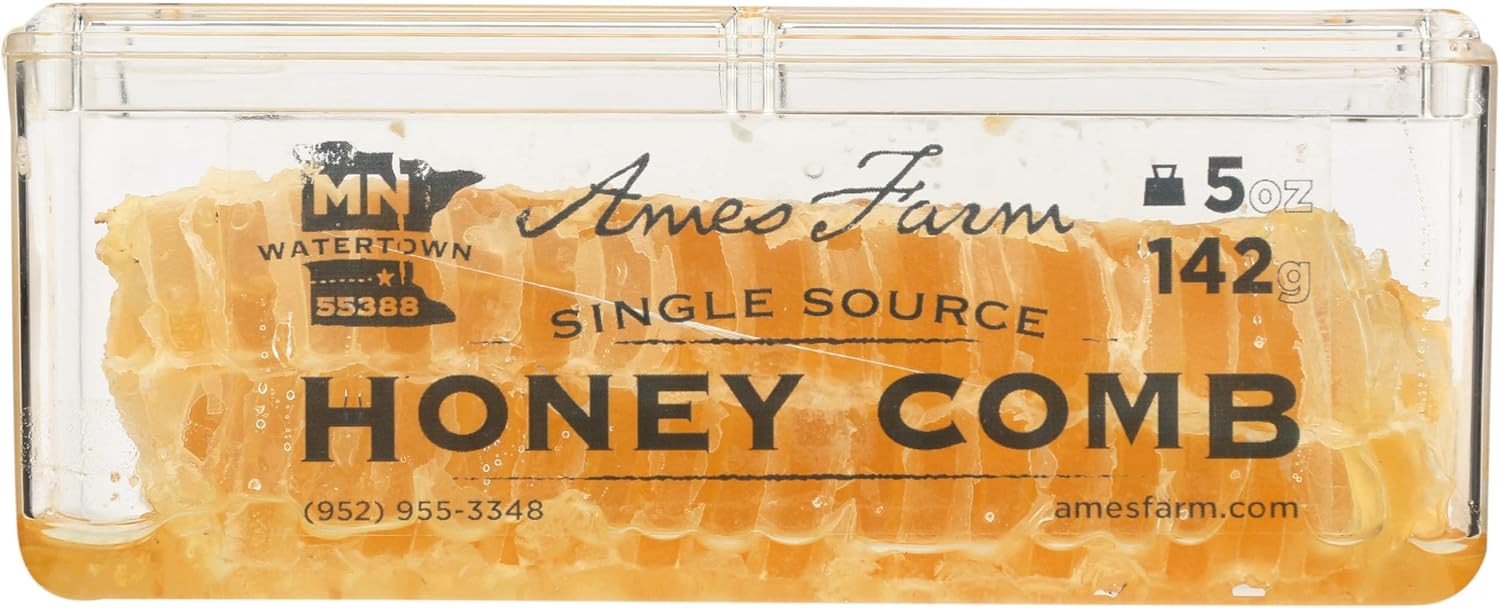 MN
WATERTOWN
55388
Ames Farm
5oz
142g
SINGLE SOURCE
HONEY COMB
(952) 955-3348
amesfarm.com